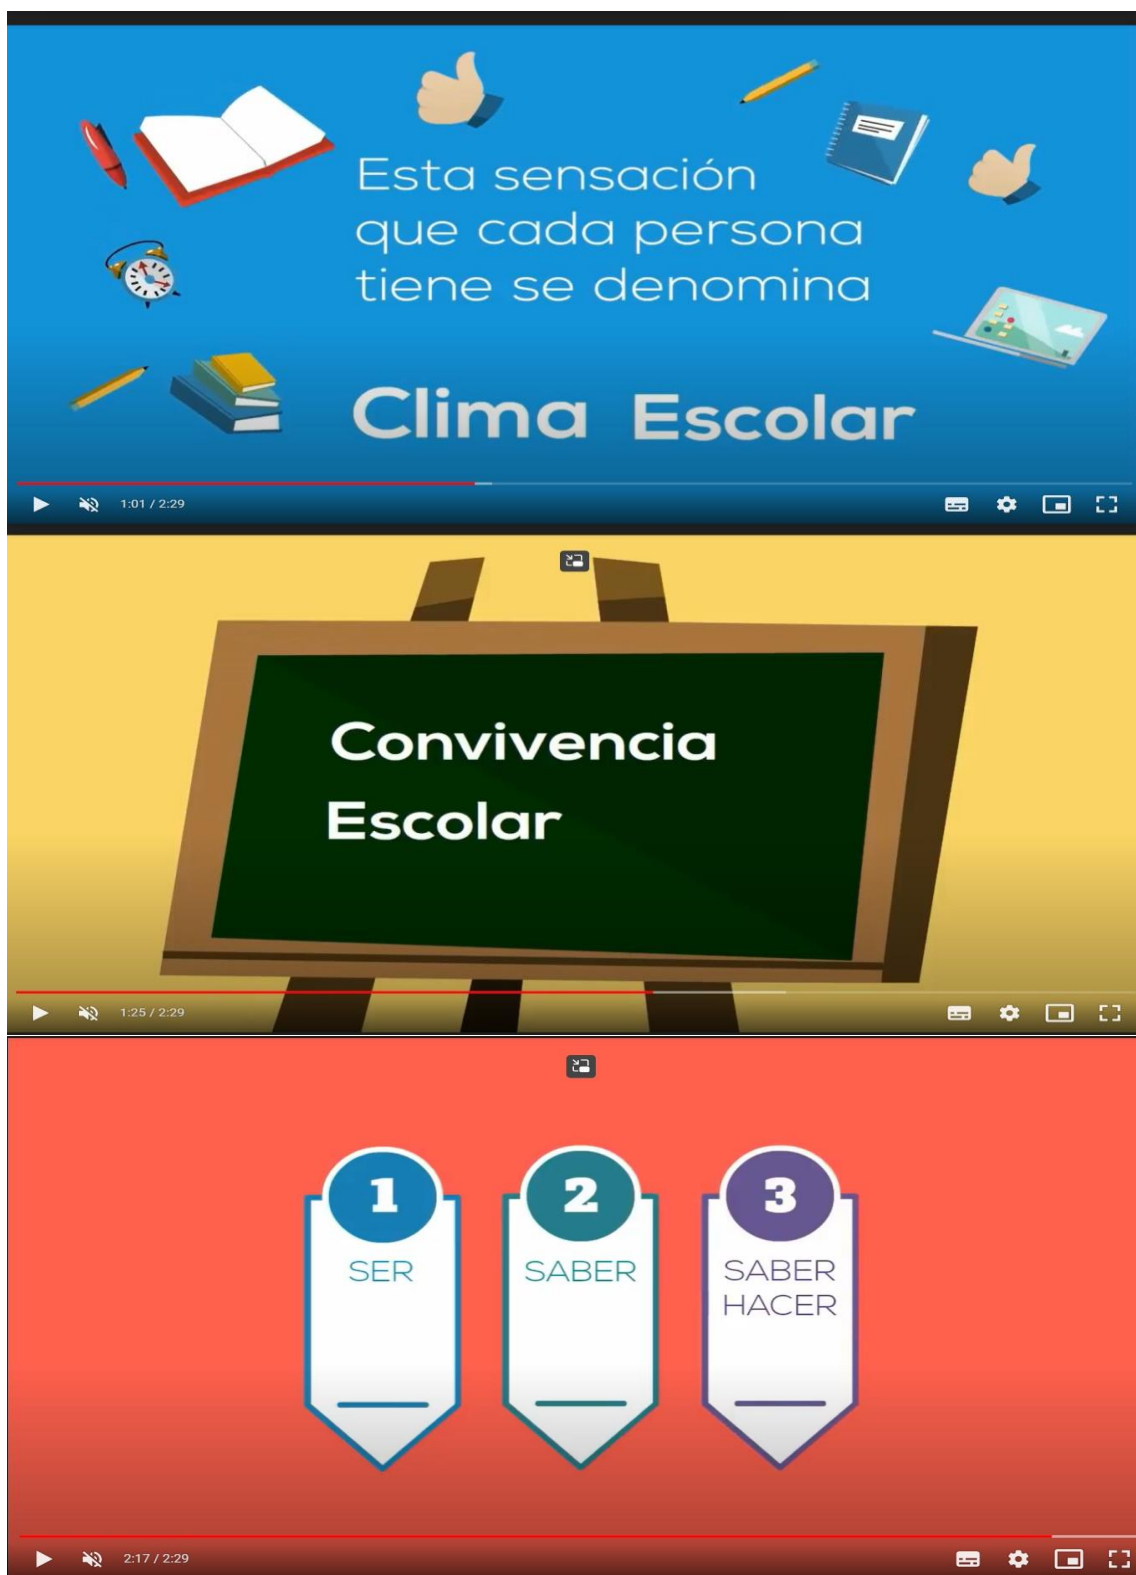 Esta sensación
que cada persona
tiene se denomina
Clima Escolar
1:01 / 2:29
Convivencia
Escolar
1:25 / 2:29
1
SER
2
SABER
3
SABER
HACER
2:17 / 2:29